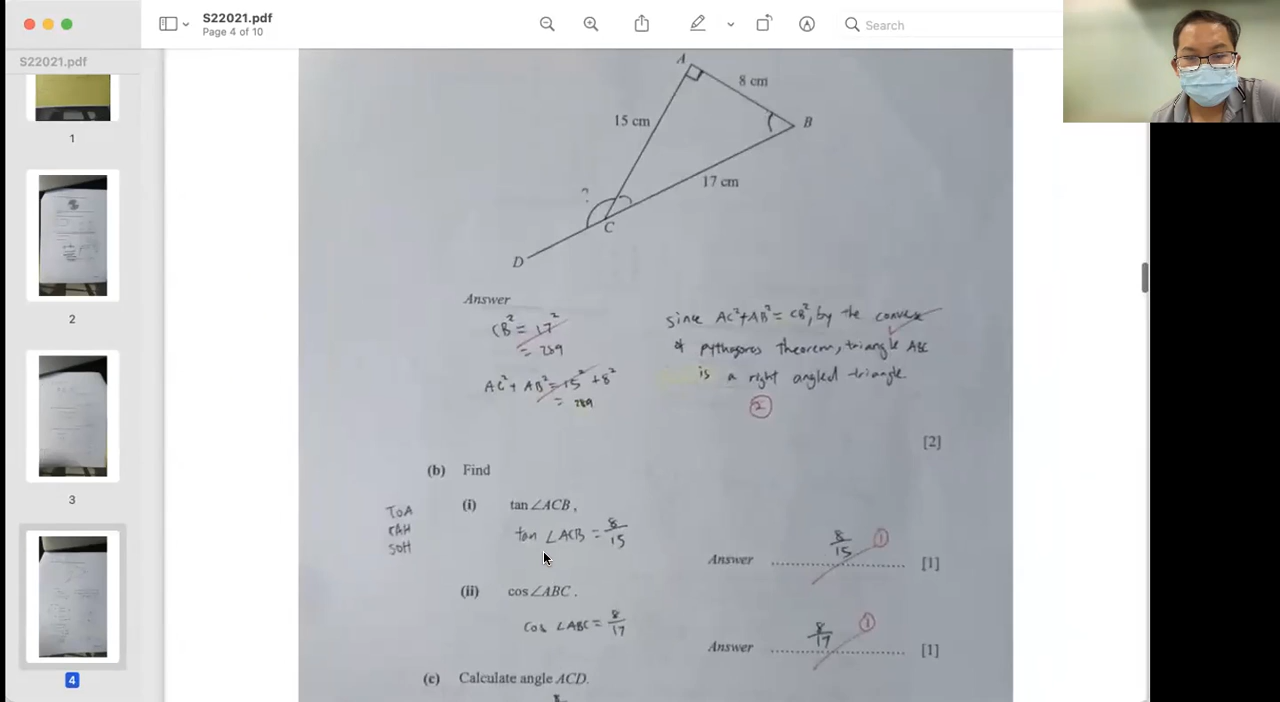 S22021.pdf
Page 4 of 10
Search
S22021.pdf
1
2
3
4
A
8 cm
15 cm
B
17 cm
?
C
D
Answer
CB² = 17²
= 289
AC² + AB² = 15² + 8²
= 289
since AC² + AB² = CB², by the converse
of pythagoras theorem, triangle ABC
is a right angled triangle
2
[2]
(b) Find
(i) tan∠ACB,
TOA
CAH
SOH
tan ∠ACB = 8/15
8/15
1
Answer [1]
(ii) cos∠ABC.
cos ∠ABC = 8/17
8/17
1
Answer [1]
(c) Calculate angle ACD.